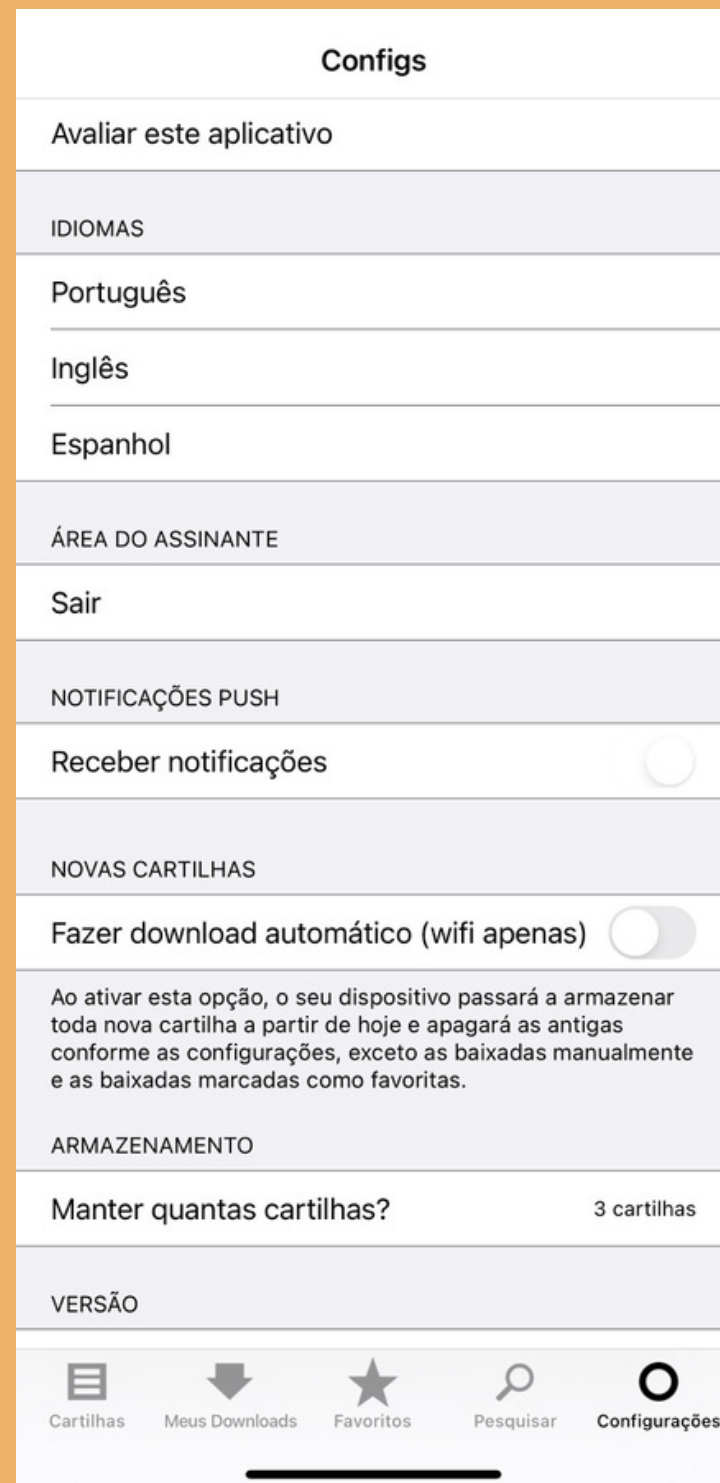 Configs
Avaliar este aplicativo
IDIOMAS
Português
Inglês
Espanhol
ÁREA DO ASSINANTE
Sair
NOTIFICAÇÕES PUSH
Receber notificações
NOVAS CARTILHAS
Fazer download automático (wifi apenas)
Ao ativar esta opção, o seu dispositivo passará a armazenar
toda nova cartilha a partir de hoje e apagará as antigas
conforme as configurações, exceto as baixadas manualmente
e as baixadas marcadas como favoritas.
ARMAZENAMENTO
Manter quantas cartilhas? 3 cartilhas
VERSÃO
Cartilhas Meus Downloads Favoritos Pesquisar Configurações